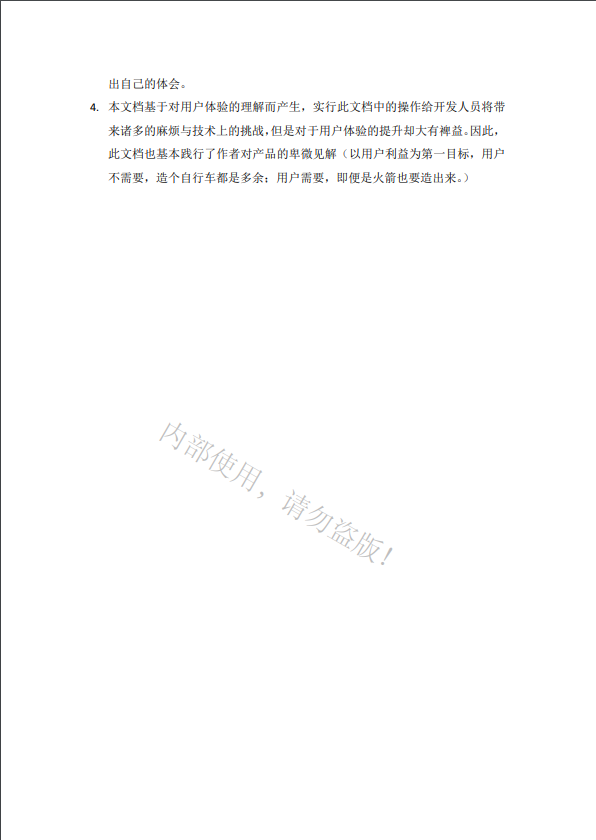 出自己的体会。
4. 本文档基于对用户体验的理解而产生，实行此文档中的操作给开发人员将带
来诸多的麻烦与技术上的挑战，但是对于用户体验的提升却大有裨益。因此，
此文档也基本践行了作者对产品的卑微见解（以用户利益为第一目标，用户
不需要，造个自行车都是多余；用户需要，即便是火箭也要造出来。）
内部使用，请勿盗版！